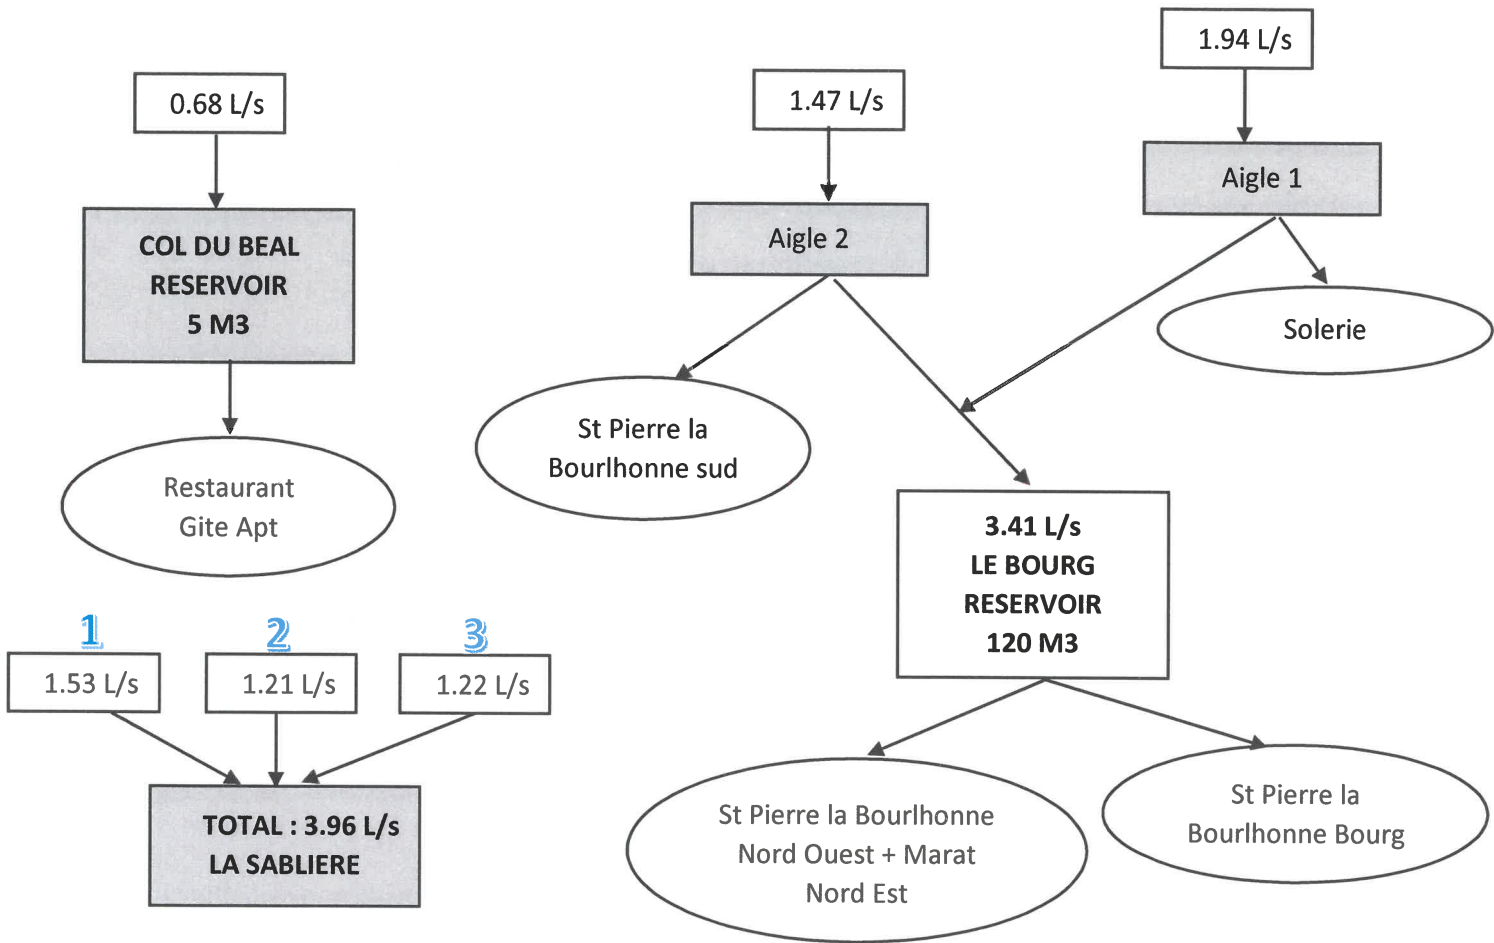 1.94 L/s
0.68 L/s
1.47 L/s
Aigle 1
COL DU BEAL
RESERVOIR
5 M3
Aigle 2
Solerie
St Pierre la
Bourlhonne sud
Restaurant
Gite Apt
3.41 L/s
LE BOURG
RESERVOIR
120 M3
1
2
3
1.53 L/s
1.21 L/s
1.22 L/s
TOTAL : 3.96 L/s
LA SABLIERE
St Pierre la Bourlhonne
Nord Ouest + Marat
Nord Est
St Pierre la
Bourlhonne Bourg